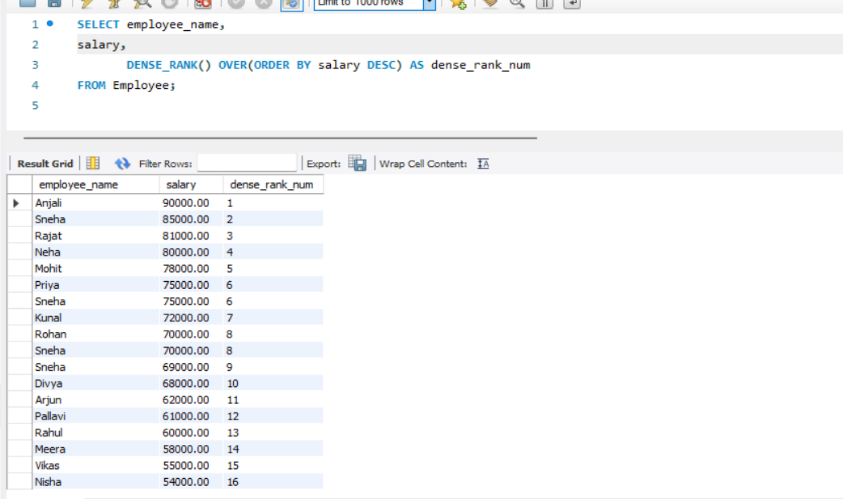 Limit to 1000 rows
1 SELECT employee_name,
2 salary,
3 DENSE_RANK() OVER(ORDER BY salary DESC) AS dense_rank_num
4 FROM Employee;
5
Result Grid Filter Rows: Export: Wrap Cell Content: IA
employee_name salary dense_rank_num
Anjali 90000.00 1
Sneha 85000.00 2
Rajat 81000.00 3
Neha 80000.00 4
Mohit 78000.00 5
Priya 75000.00 6
Sneha 75000.00 6
Kunal 72000.00 7
Rohan 70000.00 8
Sneha 70000.00 8
Sneha 69000.00 9
Divya 68000.00 10
Arjun 62000.00 11
Pallavi 61000.00 12
Rahul 60000.00 13
Meera 58000.00 14
Vikas 55000.00 15
Nisha 54000.00 16